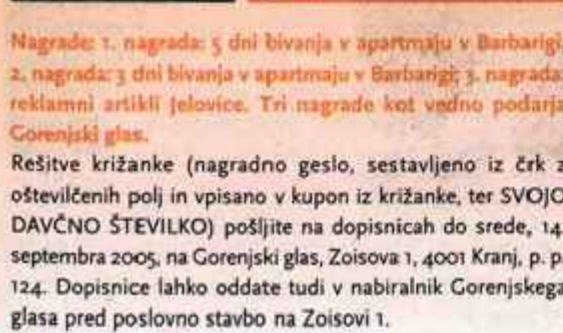 Nagrade: 1. nagrada: 5 dni bivanja v apartmaju v Barbarigi,
2. nagrada: 3 dni bivanja v apartmaju v Barbarigi; 3. nagrada:
reklamni artikli Jelovice. Tri nagrade kot vedno podarja
Gorenjski glas.
Rešitve križanke (nagradno geslo, sestavljeno iz črk z
oštevilčenih polj in vpisano v kupon iz križanke, ter SVOJO
DAVČNO ŠTEVILKO) pošljite na dopisnicah do srede, 14.
septembra 2005, na Gorenjski glas, Zoisova 1, 4001 Kranj, p. p.
124. Dopisnice lahko oddate tudi v nabiralnik Gorenjskega
glasa pred poslovno stavbo na Zoisovi 1.